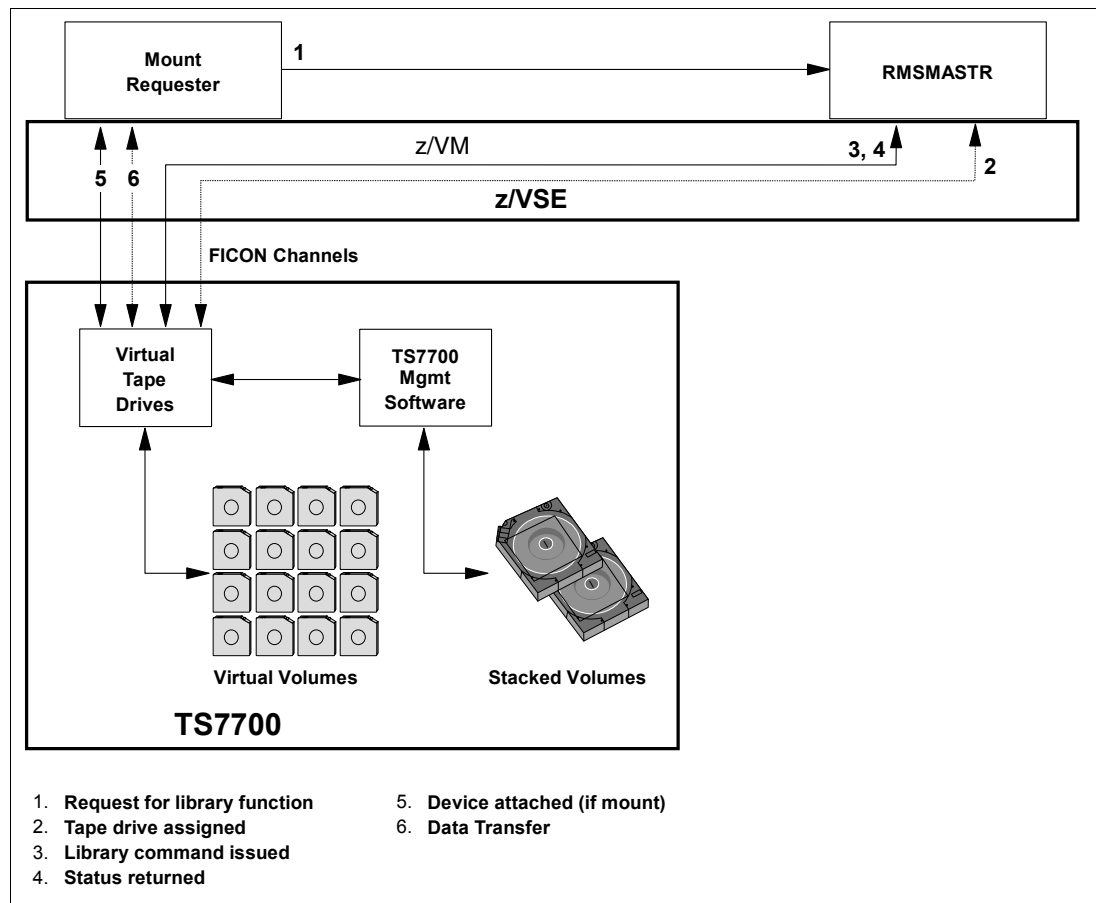 Mount
Requester
1
RMSMASTR
z/VM
3, 4
2
5
6
z/VSE
FICON Channels
Virtual
Tape
Drives
TS7700
Mgmt
Software
Virtual Volumes
Stacked Volumes
TS7700
1. Request for library function
2. Tape drive assigned
3. Library command issued
4. Status returned
5. Device attached (if mount)
6. Data Transfer